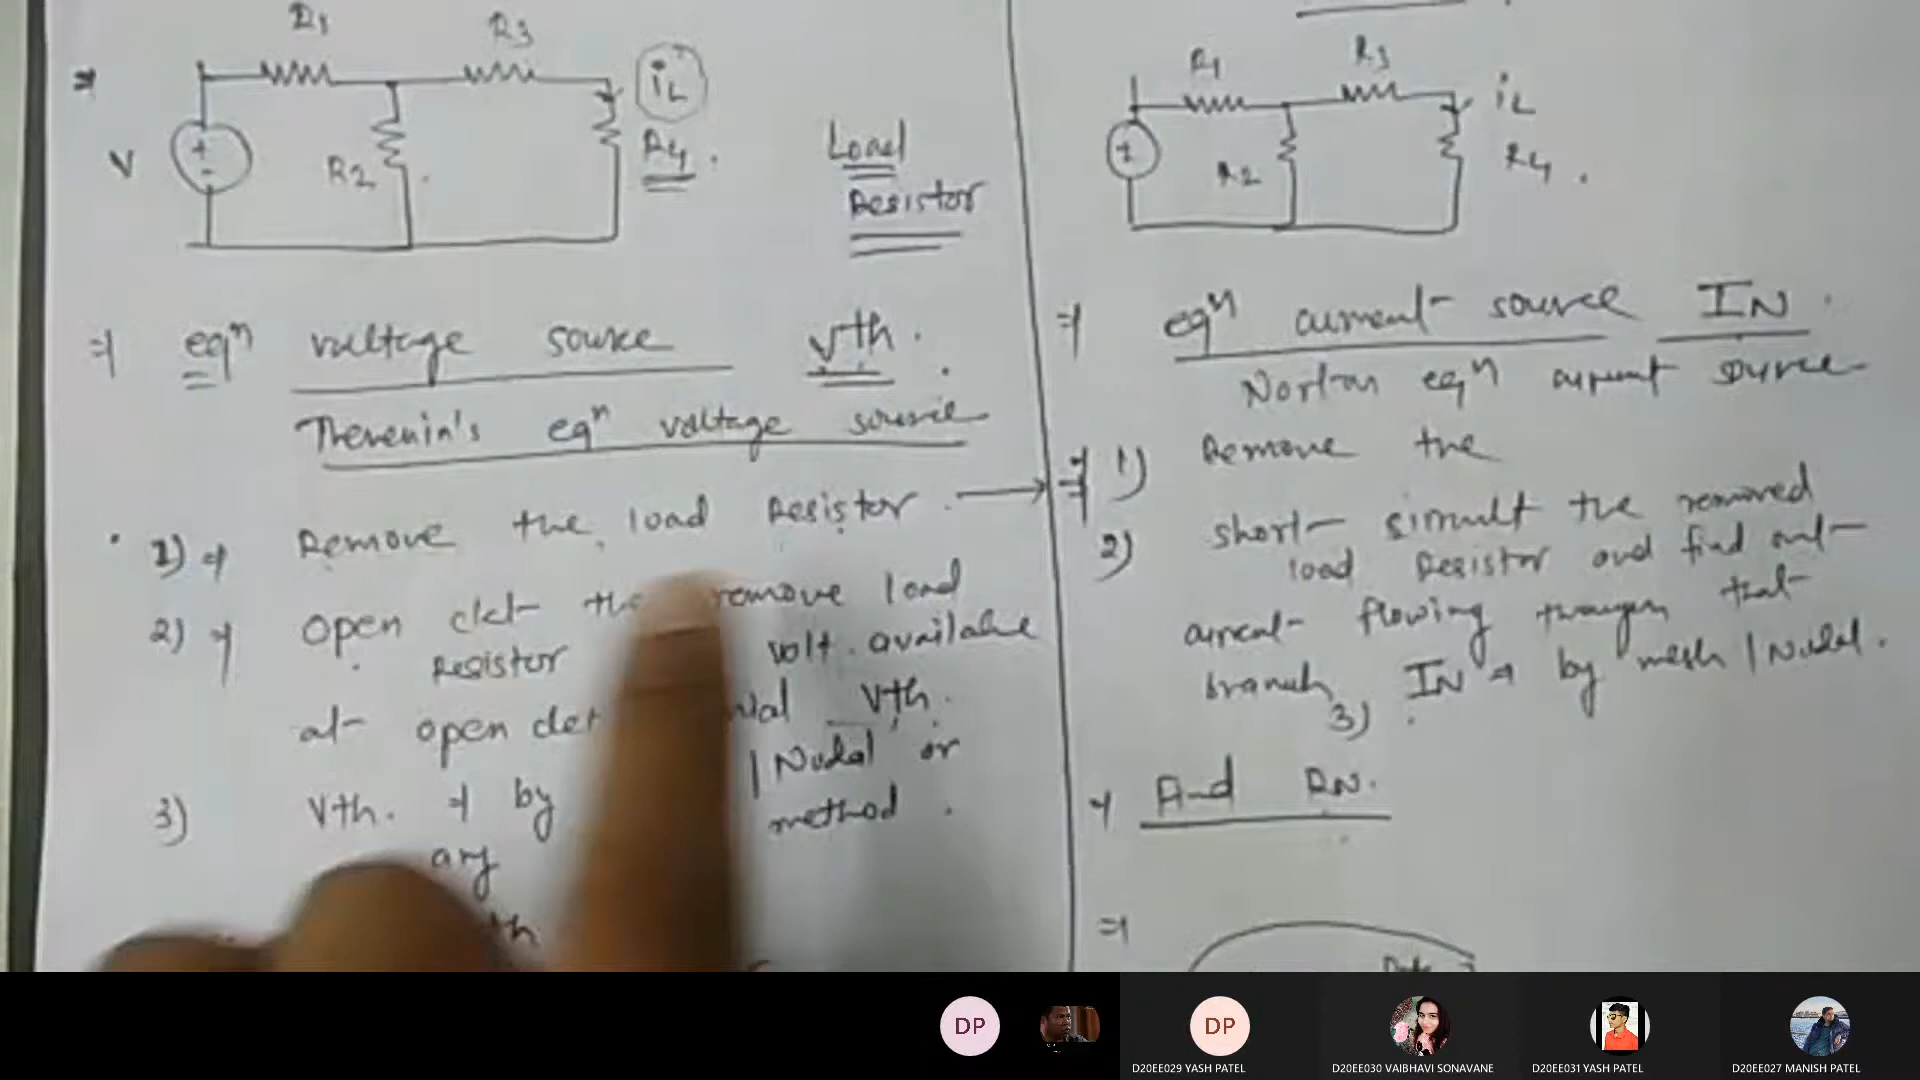 R1
R3
iL
V
+
-
R2
R4.
Load
Resistor
=) eqn voltage source Vth.
Thevenin's eqn voltage source
1) Remove the load Resistor.
2) Open ckt the remove load
Resistor volt. available
at open ckt Vth.
3) Vth. by | Nodal or
any method.
th
R1
R3
iL
+
R2
R4.
=) eqn current source IN.
Norton eqn current source
1) Remove the
2) short sirruit the removed
load Resistor and find out
current flowing through that
branch
3) IN by mesh / Nodal.
And RN.
=)
DP
DP
D20EE029 YASH PATEL
D20EE030 VAIBHAVI SONAVANE
D20EE031 YASH PATEL
D20EE027 MANISH PATEL